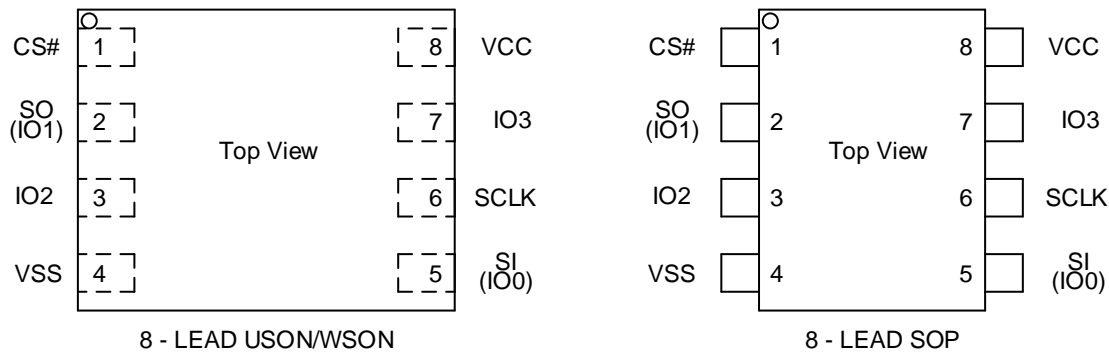 CS#
1
8
VCC
SO
(IO1)
2
7
IO3
Top View
IO2
3
6
SCLK
VSS
4
5
SI
(IO0)
8 - LEAD USON/WSON
CS#
1
8
VCC
SO
(IO1)
2
7
IO3
Top View
IO2
3
6
SCLK
VSS
4
5
SI
(IO0)
8 - LEAD SOP